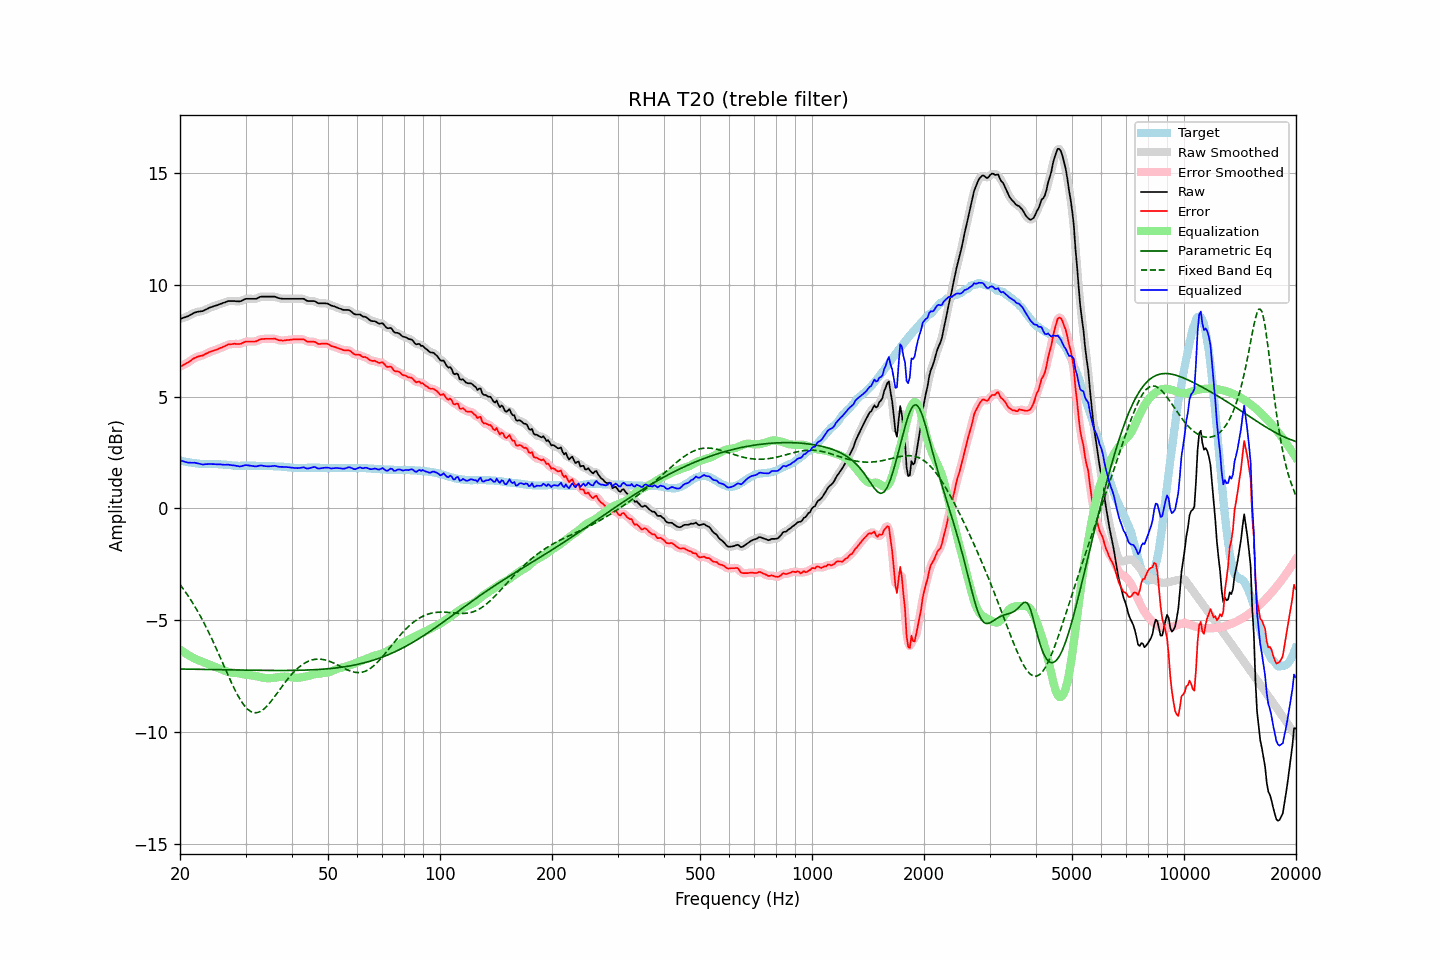 RHA T20 (treble filter)
Target
Raw Smoothed
Error Smoothed
Raw
Error
Equalization
Parametric Eq
Fixed Band Eq
Equalized
Amplitude (dBr)
15
10
5
0
−5
−10
−15
20
50
100
200
500
1000
2000
5000
10000
20000
Frequency (Hz)